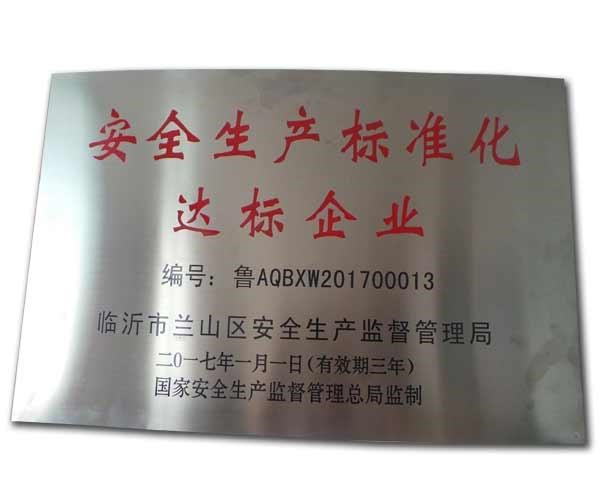 安全生产标准化
达标企业
编号：鲁AQBXW201700013
临沂市兰山区安全生产监督管理局
二〇一七年一月一日(有效期三年)
国家安全生产监督管理总局监制